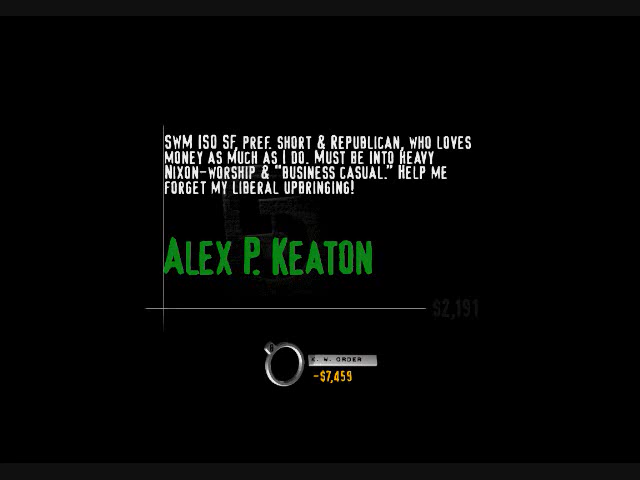 SWM ISO SF, PREF. SHORT & REPUBLICAN, WHO LOVES
MONEY AS MUCH AS I DO. MUST BE INTO HEAVY
NIXON-WORSHIP & "BUSINESS CASUAL." HELP ME
FORGET MY LIBERAL UPBRINGING!
ALEX P. KEATON
$2,191
K. W. ORDER
-$7,459